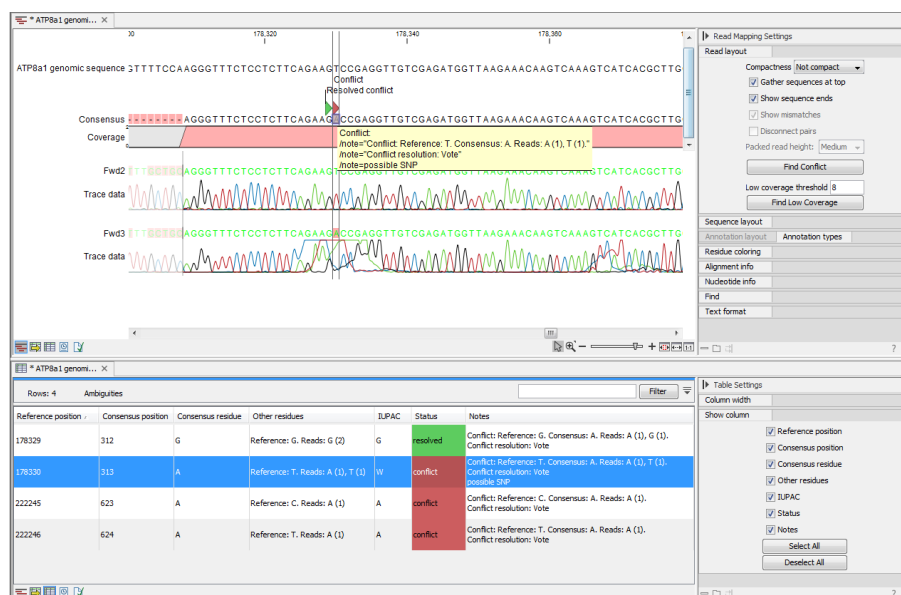 * ATP8a1 genomi...
178,320 178,340 178,360
ATP8a1 genomic sequence GTTTTCCAAGGGTTTCTCCTCTTCAGAAGTCCGAGGTTGTCGAGATGGTTAAGAAACAAGTCAAAGTCATCACGCTTG
Conflict
Resolved conflict
Consensus - - - - - - - - AGGGTTTCTCCTCTTCAGAAGACCGAGGTTGTCGAGATGGTTAAGAAACAAGTCAAAGTCATCACGCTTG
Coverage
Conflict:
/note="Conflict: Reference: T. Consensus: A. Reads: A (1), T (1)."
/note="Conflict resolution: Vote"
/note=possible SNP
Fwd2 AGGGTTTCTCCTCTTCAGAAGTCCGAGGTTGTCGAGATGGTTAAGAAACAAGTCAAAGTCATCACGCTTG
Trace data
Fwd3 AGGGTTTCTCCTCTTCAGAAGACCGAGGTTGTCGAGATGGTTAAGAAACAAGTCAAAGTCATCACGCTTG
Trace data
Read Mapping Settings
Read layout
Compactness Not compact
Gather sequences at top
Show sequence ends
Show mismatches
Disconnect pairs
Packed read height: Medium
Find Conflict
Low coverage threshold 8
Find Low Coverage
Sequence layout
Annotation layout Annotation types
Residue coloring
Alignment info
Nucleotide info
Find
Text format
?
* ATP8a1 genomi...
Rows: 4 Ambiguities Filter
Reference position Consensus position Consensus residue Other residues IUPAC Status Notes
178329 312 G Reference: G. Reads: G (2) G resolved Conflict: Reference: G. Consensus: A. Reads: A (1), G (1).
Conflict resolution: Vote
178330 313 A Reference: T. Reads: A (1), T (1) W conflict Conflict: Reference: T. Consensus: A. Reads: A (1), T (1).
Conflict resolution: Vote
possible SNP
222245 623 A Reference: C. Reads: A (1) A conflict Conflict: Reference: C. Consensus: A. Reads: A (1).
Conflict resolution: Vote
222246 624 A Reference: T. Reads: A (1) A conflict Conflict: Reference: T. Consensus: A. Reads: A (1).
Conflict resolution: Vote
Table Settings
Column width
Show column
Reference position
Consensus position
Consensus residue
Other residues
IUPAC
Status
Notes
Select All
Deselect All
?